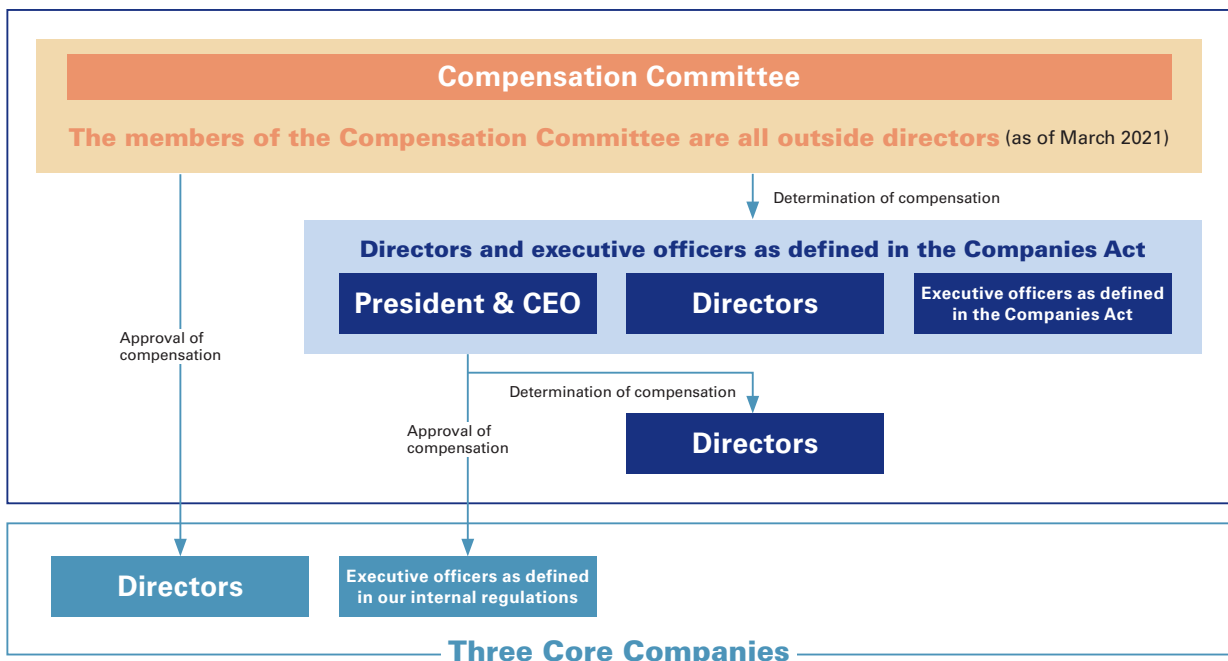 Compensation Committee
The members of the Compensation Committee are all outside directors (as of March 2021)
Determination of compensation
Directors and executive officers as defined in the Companies Act
President & CEO
Directors
Executive officers as defined
in the Companies Act
Approval of
compensation
Determination of compensation
Approval of
compensation
Directors
Directors
Executive officers as defined
in our internal regulations
Three Core Companies